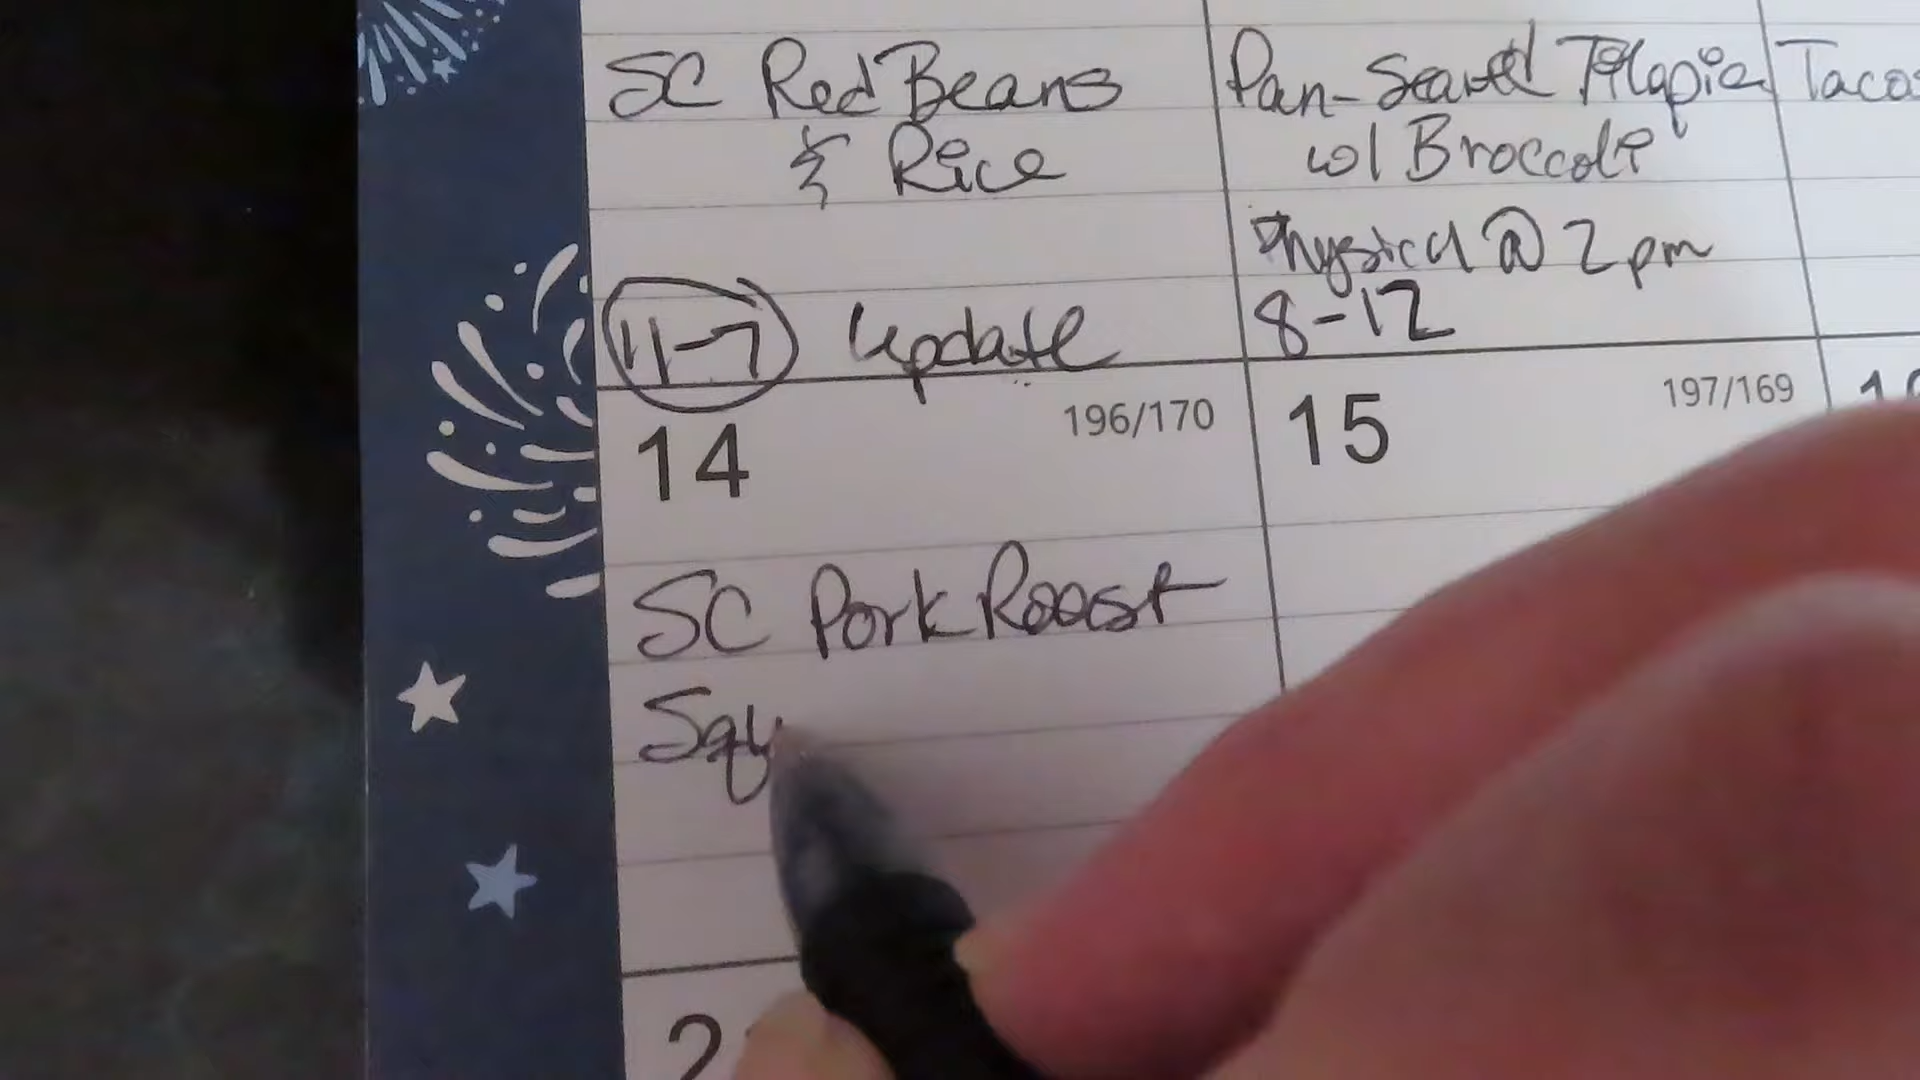 SC Red Beans
& Rice
11-7 Update
Pan-Seared Tilapia
w/ Broccoli
Physical @ 2pm
8-12
Tacos
14 196/170
SC Pork Roast
Squ
15 197/169